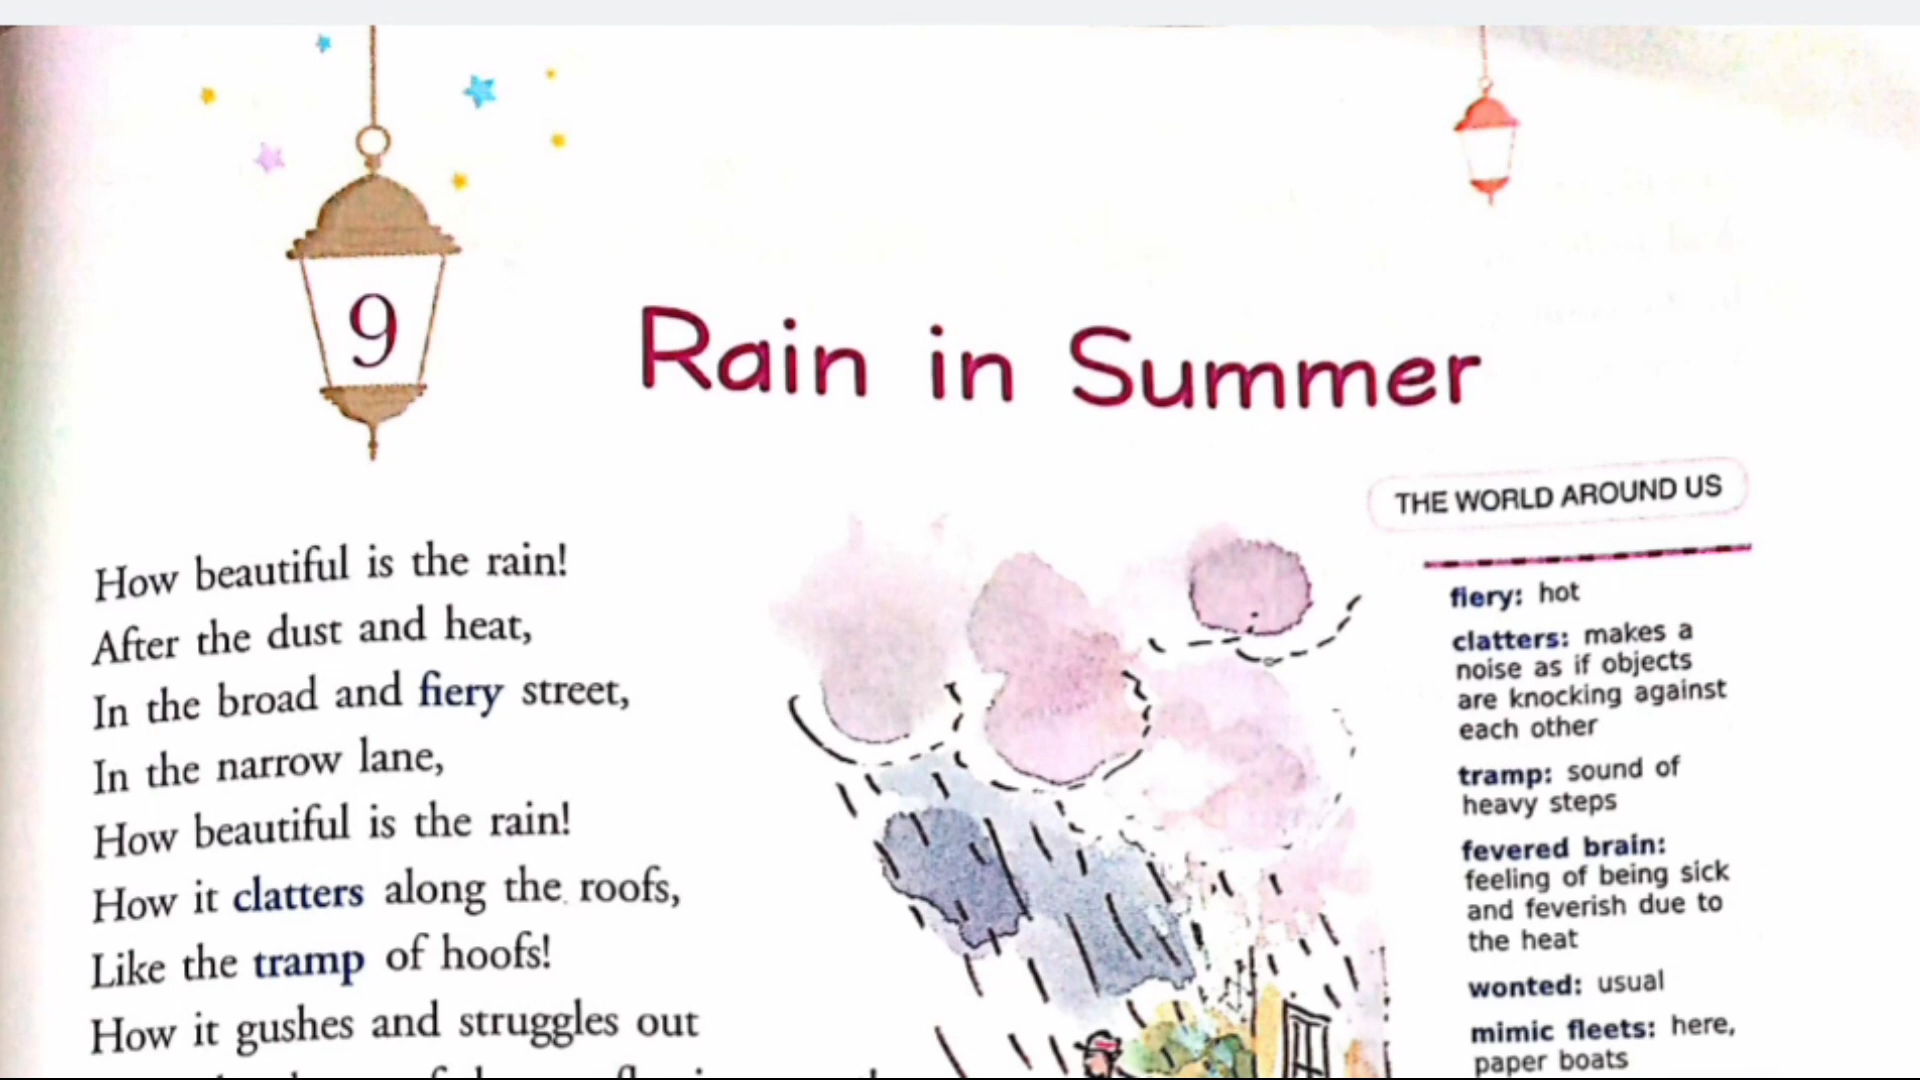 9
Rain in Summer
How beautiful is the rain!
After the dust and heat,
In the broad and fiery street,
In the narrow lane,
How beautiful is the rain!
How it clatters along the roofs,
Like the tramp of hoofs!
How it gushes and struggles out
THE WORLD AROUND US
fiery: hot
clatters: makes a
noise as if objects
are knocking against
each other
tramp: sound of
heavy steps
fevered brain:
feeling of being sick
and feverish due to
the heat
wonted: usual
mimic fleets: here,
paper boats